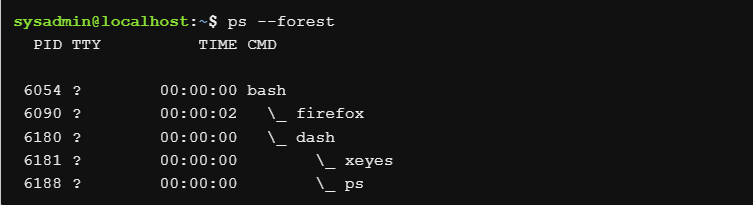 sysadmin@localhost:~$ ps --forest
  PID TTY          TIME CMD
 6054 ?        00:00:00 bash
 6090 ?        00:00:02  \_ firefox
 6180 ?        00:00:00  \_ dash
 6181 ?        00:00:00      \_ xeyes
 6188 ?        00:00:00      \_ ps